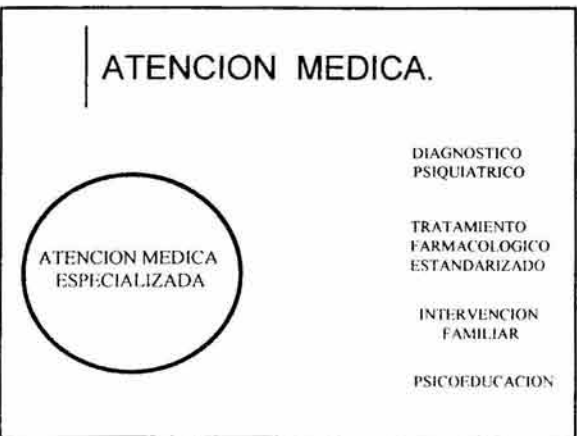 ATENCION MEDICA.
ATENCION MEDICA
ESPECIALIZADA
DIAGNOSTICO
PSIQUIATRICO
TRATAMIENTO
FARMACOLOGICO
ESTANDARIZADO
INTERVENCION
FAMILIAR
PSICOEDUCACION